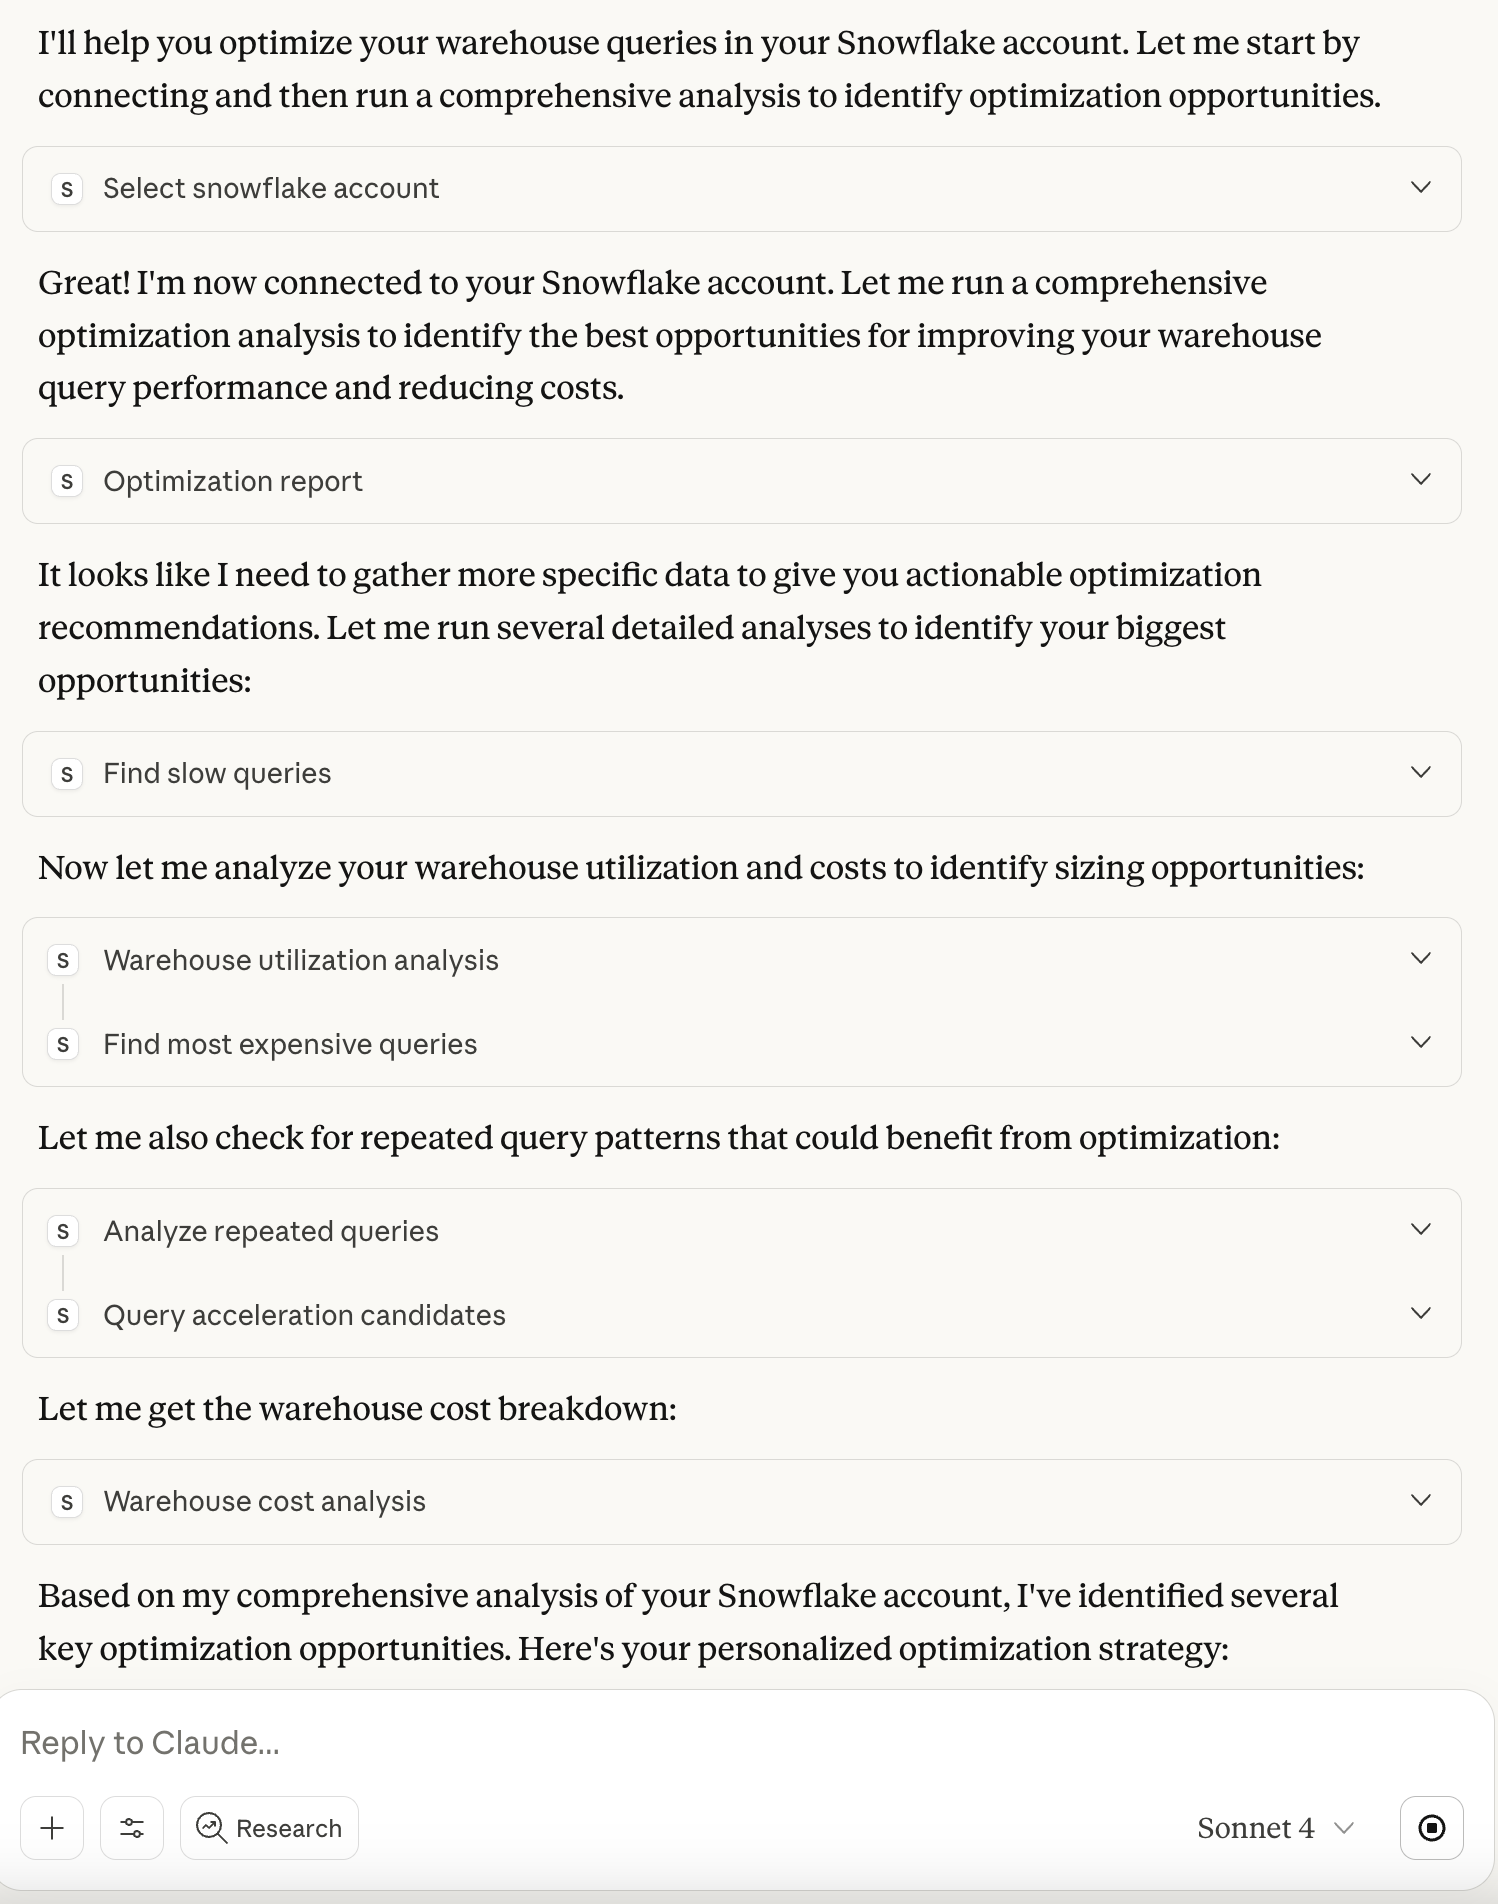 I'll help you optimize your warehouse queries in your Snowflake account. Let me start by
connecting and then run a comprehensive analysis to identify optimization opportunities.
S Select snowflake account
Great! I'm now connected to your Snowflake account. Let me run a comprehensive
optimization analysis to identify the best opportunities for improving your warehouse
query performance and reducing costs.
S Optimization report
It looks like I need to gather more specific data to give you actionable optimization
recommendations. Let me run several detailed analyses to identify your biggest
opportunities:
S Find slow queries
Now let me analyze your warehouse utilization and costs to identify sizing opportunities:
S Warehouse utilization analysis
S Find most expensive queries
Let me also check for repeated query patterns that could benefit from optimization:
S Analyze repeated queries
S Query acceleration candidates
Let me get the warehouse cost breakdown:
S Warehouse cost analysis
Based on my comprehensive analysis of your Snowflake account, I've identified several
key optimization opportunities. Here's your personalized optimization strategy:
Reply to Claude...
Research Sonnet 4